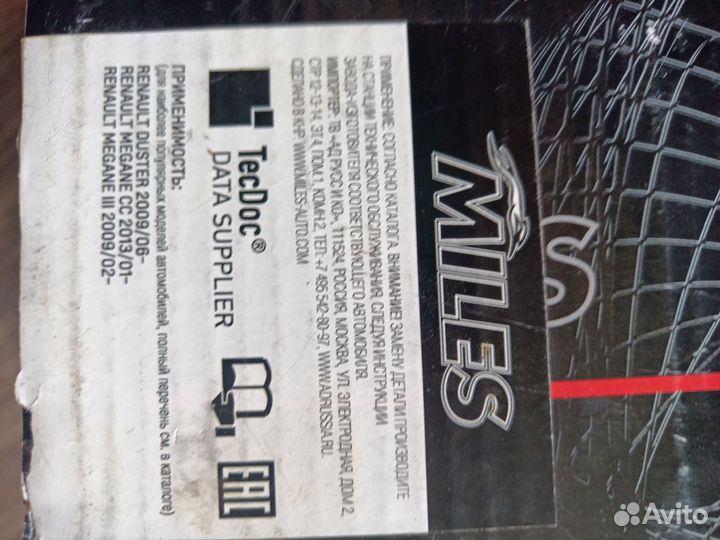 MILES
S
ПРИМЕНЕНИЕ: СОГЛАСНО КАТАЛОГА. ВНИМАНИЕ! ЗАМЕНУ ДЕТАЛИ ПРОИЗВОДИТЕ
НА СТАНЦИИ ТЕХНИЧЕСКОГО ОБСЛУЖИВАНИЯ, СЛЕДУЯ ИНСТРУКЦИИ
ЗАВОДА-ИЗГОТОВИТЕЛЯ СООТВЕТСТВУЮЩЕГО АВТОМОБИЛЯ.
ИМПОРТЕР: ТВ «АД РУСС И КО», 111524, РОССИЯ, МОСКВА, УЛ. ЭЛЕКТРОДНАЯ, ДОМ 2,
СТР 12-13-14, ЭТ 4, ПОМ. 1, КОМН. 2, ТЕЛ: +7 495 542-80-97, WWW.ADRUSSIA.RU.
СДЕЛАНО В КНР. WWW.MILES-AUTO.COM
TecDoc®
DATA SUPPLIER
EAC
ПРИМЕНИМОСТЬ:
(для наиболее популярных моделей автомобилей, полный перечень см. в каталоге)
RENAULT DUSTER 2009/06-
RENAULT MEGANE CC 2013/01-
RENAULT MEGANE III 2009/02-
Avito